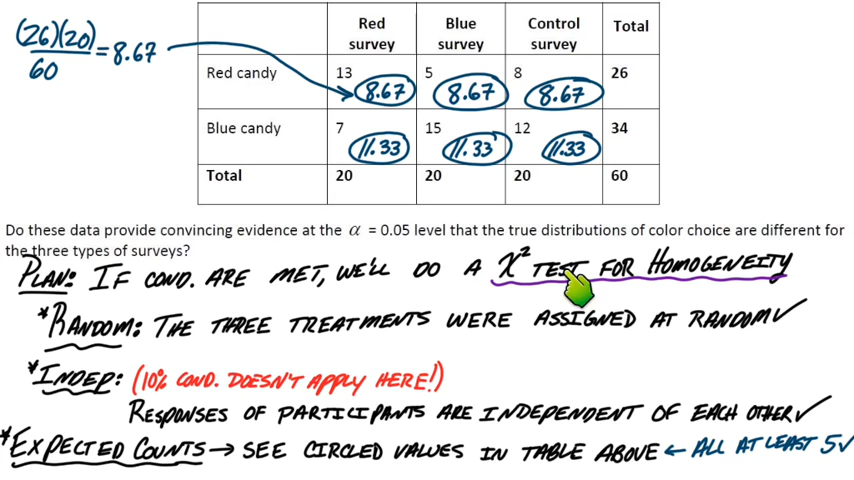 (26)(20)
60
= 8.67
Red survey Blue survey Control survey Total
Red candy 13 5 8 26
8.67 8.67 8.67
Blue candy 7 15 12 34
11.33 11.33 11.33
Total 20 20 20 60
Do these data provide convincing evidence at the α = 0.05 level that the true distributions of color choice are different for
the three types of surveys?
PLAN: IF COND. ARE MET, WE'LL DO A X² TEST FOR HOMOGENEITY
*RANDOM: THE THREE TREATMENTS WERE ASSIGNED AT RANDOM ✓
*INDEP: (10% COND. DOESN'T APPLY HERE!)
RESPONSES OF PARTICIPANTS ARE INDEPENDENT OF EACH OTHER ✓
*EXPECTED COUNTS → SEE CIRCLED VALUES IN TABLE ABOVE ← ALL AT LEAST 5 ✓